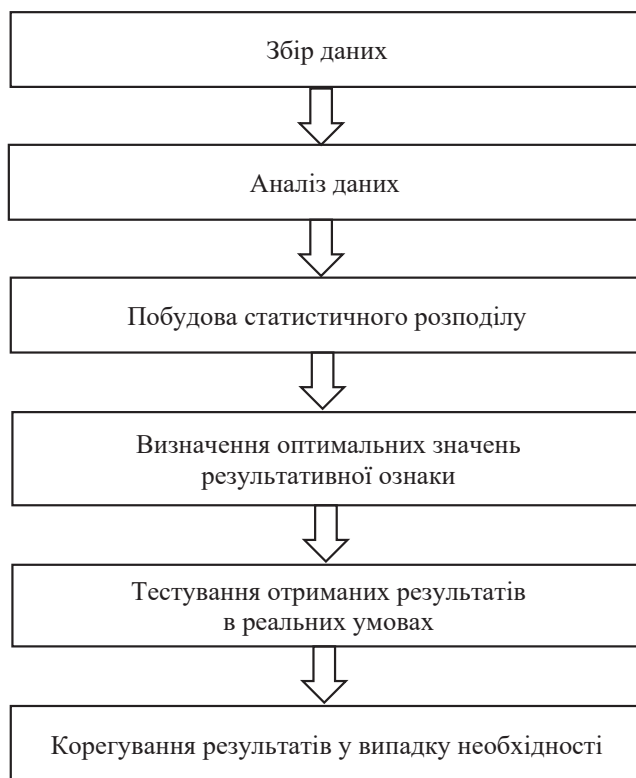 Збір даних
Аналіз даних
Побудова статистичного розподілу
Визначення оптимальних значень
результативної ознаки
Тестування отриманих результатів
в реальних умовах
Корегування результатів у випадку необхідності